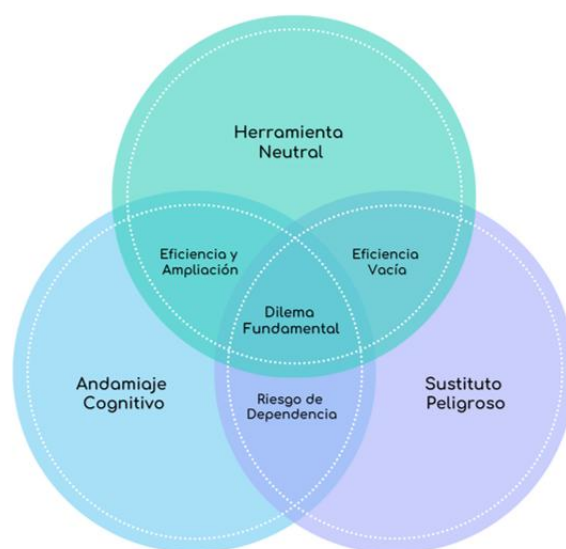 Herramienta
Neutral
Eficiencia y
Ampliación
Eficiencia
Vacía
Dilema
Fundamental
Andamiaje
Cognitivo
Riesgo de
Dependencia
Sustituto
Peligroso